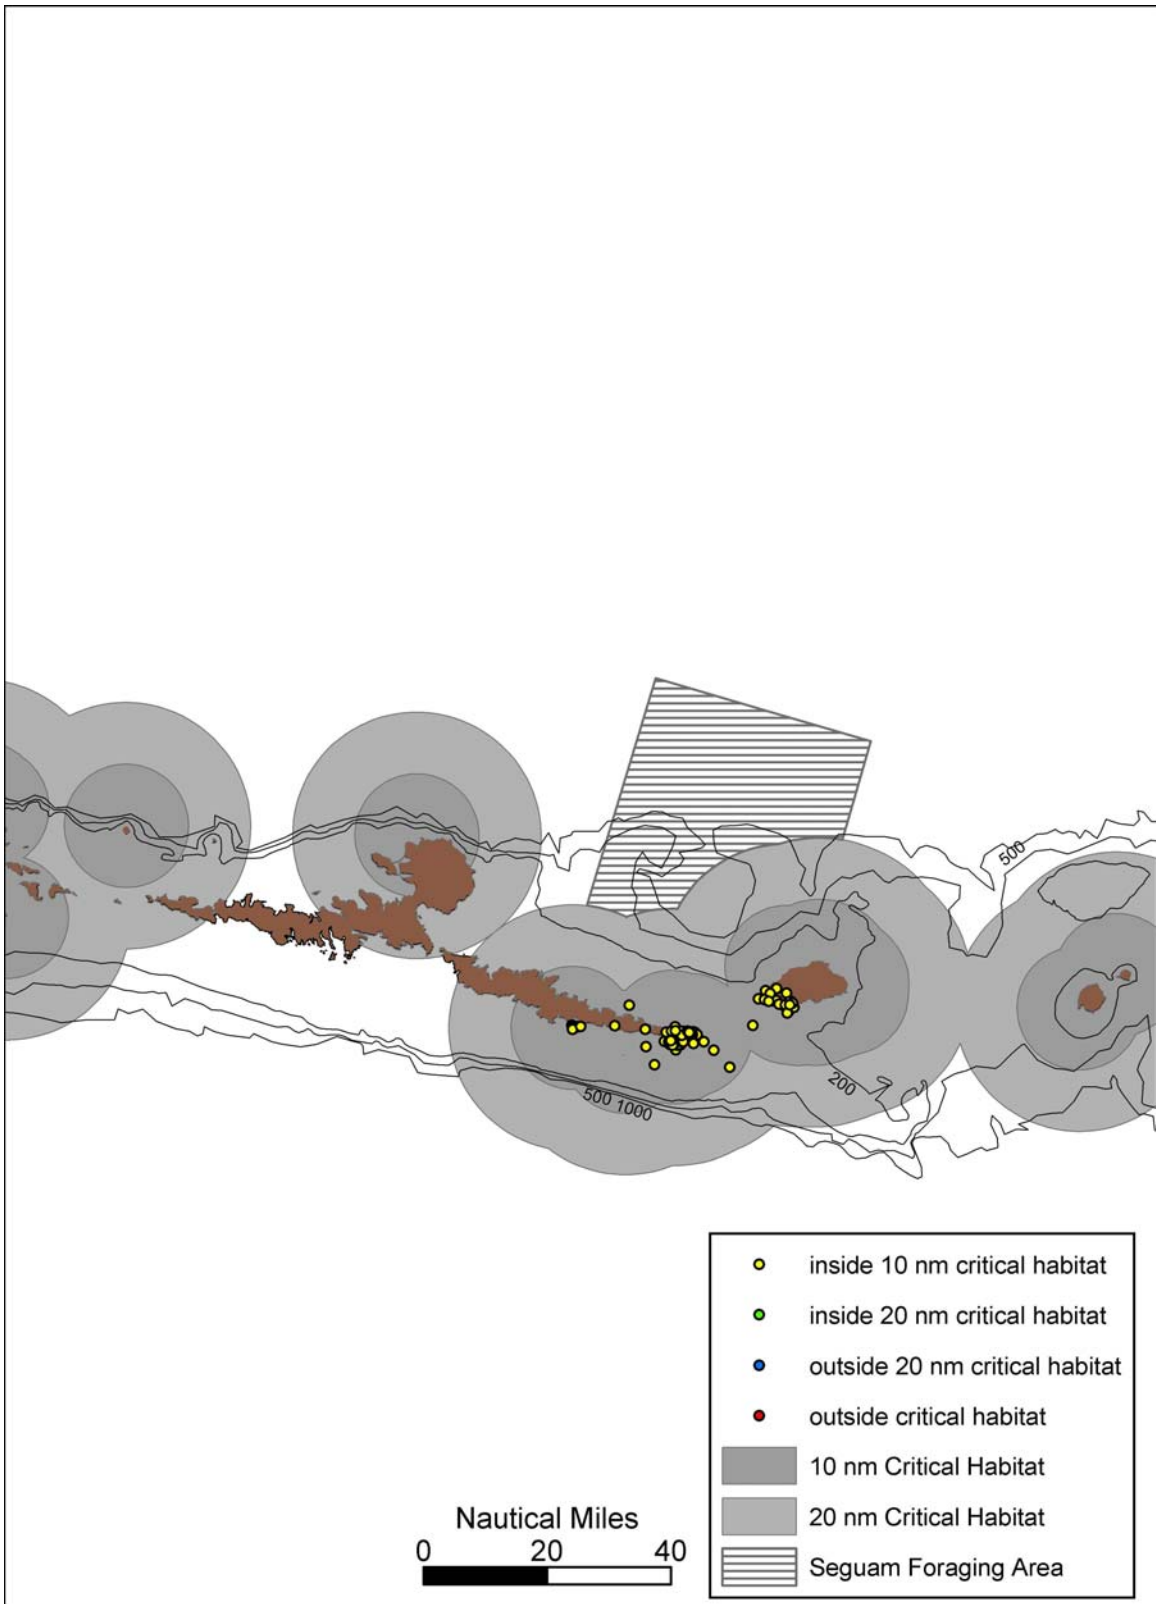 500
200
500 1000
inside 10 nm critical habitat
inside 20 nm critical habitat
outside 20 nm critical habitat
outside critical habitat
10 nm Critical Habitat
20 nm Critical Habitat
Seguam Foraging Area
Nautical Miles
0 20 40